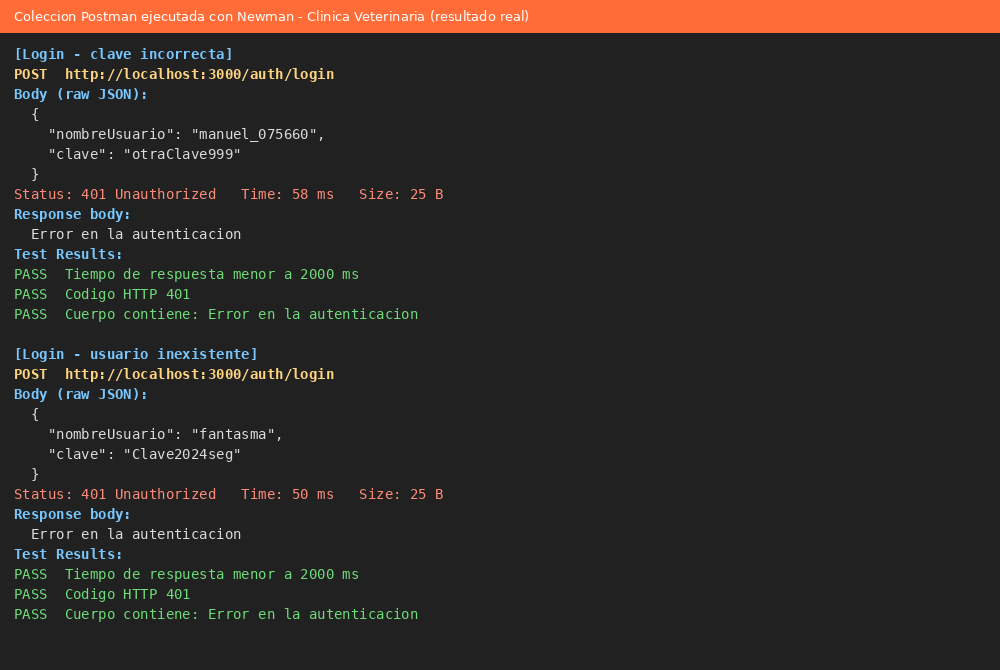 Coleccion Postman ejecutada con Newman - Clinica Veterinaria (resultado real)
[Login - clave incorrecta]
POST  http://localhost:3000/auth/login
Body (raw JSON):
  {
    "nombreUsuario": "manuel_075660",
    "clave": "otraClave999"
  }
Status: 401 Unauthorized   Time: 58 ms   Size: 25 B
Response body:
  Error en la autenticacion
Test Results:
PASS  Tiempo de respuesta menor a 2000 ms
PASS  Codigo HTTP 401
PASS  Cuerpo contiene: Error en la autenticacion
[Login - usuario inexistente]
POST  http://localhost:3000/auth/login
Body (raw JSON):
  {
    "nombreUsuario": "fantasma",
    "clave": "Clave2024seg"
  }
Status: 401 Unauthorized   Time: 50 ms   Size: 25 B
Response body:
  Error en la autenticacion
Test Results:
PASS  Tiempo de respuesta menor a 2000 ms
PASS  Codigo HTTP 401
PASS  Cuerpo contiene: Error en la autenticacion